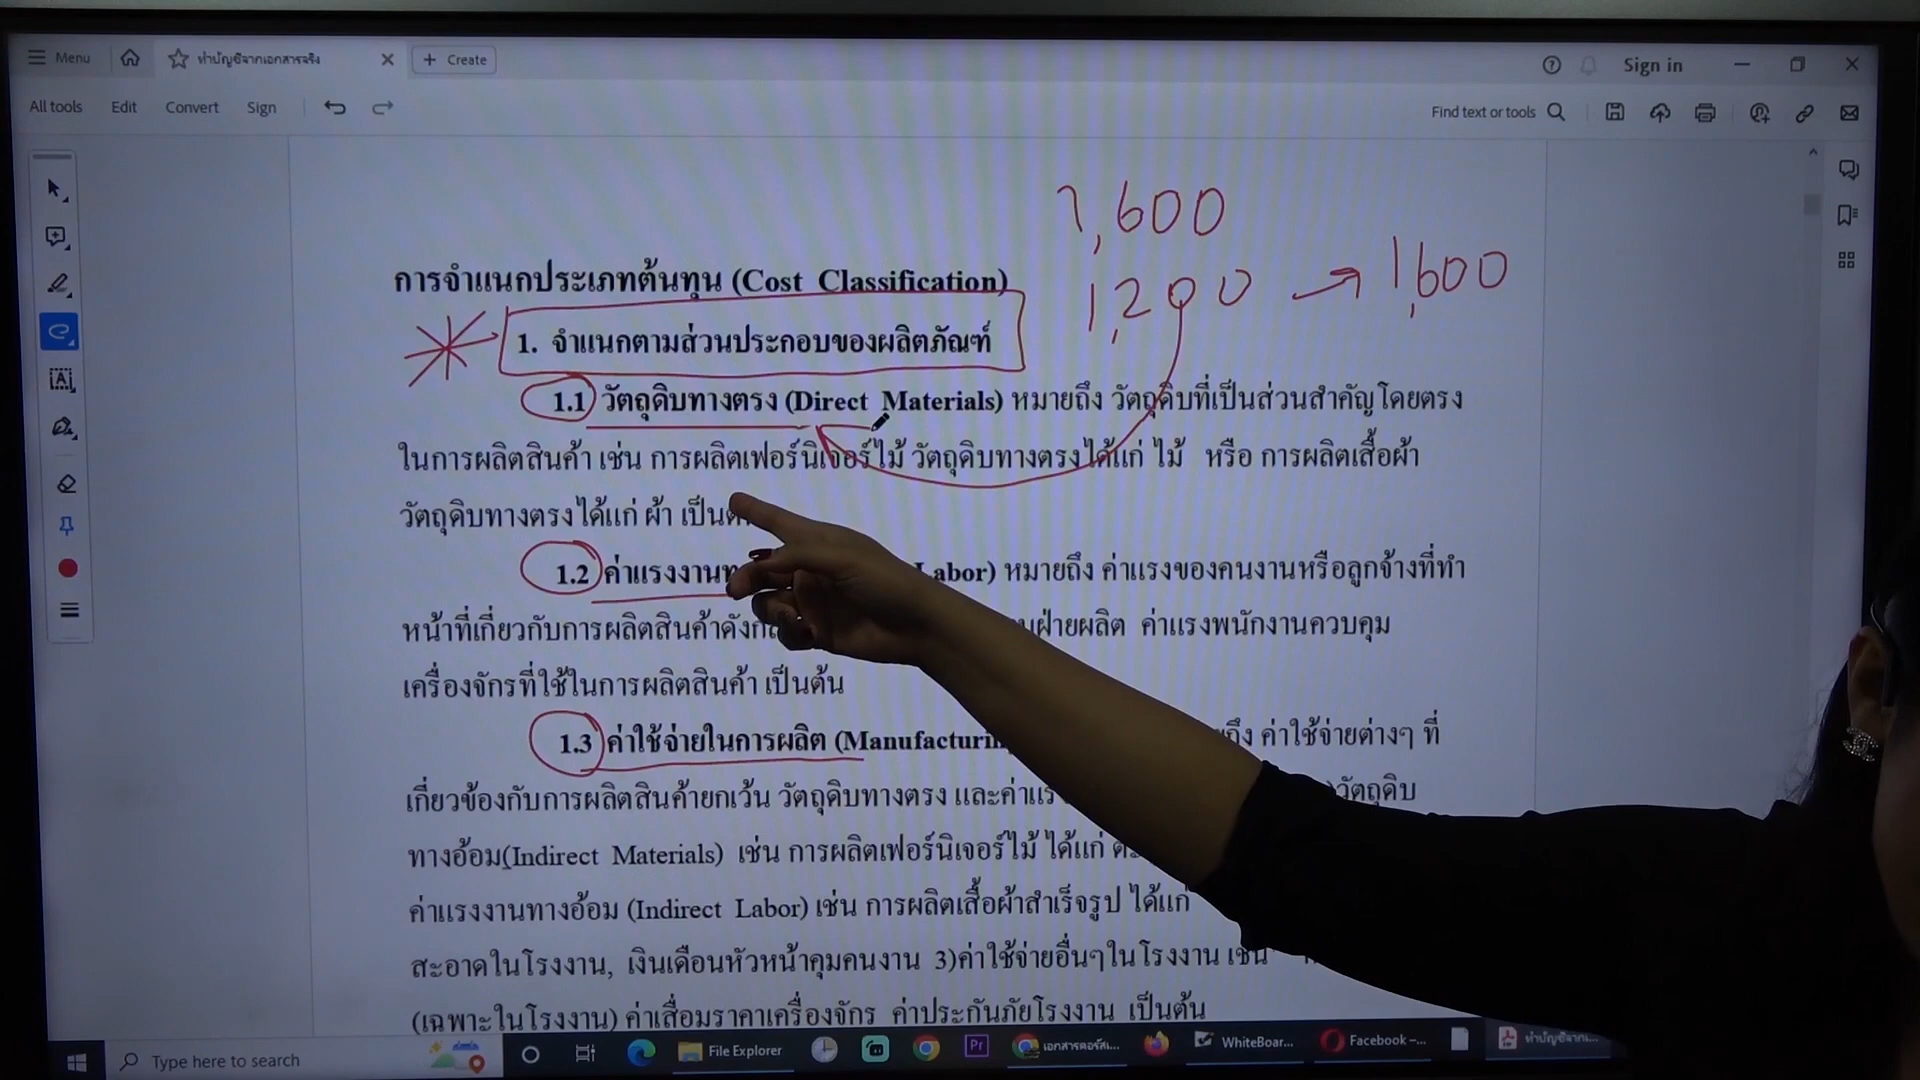 Menu ทำบัญชีจากเอกสารจริง Create Sign in
All tools Edit Convert Sign Find text or tools
1,600
1,200 → 1,600
การจำแนกประเภทต้นทุน (Cost Classification)
1. จำแนกตามส่วนประกอบของผลิตภัณฑ์
1.1 วัตถุดิบทางตรง (Direct Materials) หมายถึง วัตถุดิบที่เป็นส่วนสำคัญโดยตรง
ในการผลิตสินค้า เช่น การผลิตเฟอร์นิเจอร์ไม้ วัตถุดิบทางตรงได้แก่ ไม้ หรือ การผลิตเสื้อผ้า
วัตถุดิบทางตรงได้แก่ ผ้า
1.2 ค่าแรงงาน Labor) หมายถึง ค่าแรงของคนงานหรือลูกจ้างที่ทำ
หน้าที่เกี่ยวกับการผลิตสินค้า ฝ่ายผลิต ค่าแรงพนักงานควบคุม
เครื่องจักรที่ใช้ในการผลิตสินค้า เป็นต้น
1.3 ค่าใช้จ่ายในการผลิต ค่าใช้จ่ายต่างๆ ที่
เกี่ยวข้องกับการผลิตสินค้ายกเว้น วัตถุดิบทางตรง วัตถุดิบ
ทางอ้อม(Indirect Materials) เช่น การผลิตเฟอร์นิเจอร์ไม้ ได้แก่
ค่าแรงงานทางอ้อม (Indirect Labor) เช่น การผลิตเสื้อผ้าสำเร็จรูป ได้แก่
สะอาดในโรงงาน, เงินเดือนหัวหน้าคุมคนงาน 3)ค่าใช้จ่ายอื่นๆในโรงงาน เช่น
(เฉพาะในโรงงาน) ค่าเสื่อมราคาเครื่องจักร ค่าประกันภัยโรงงาน เป็นต้น
Type here to search File Explorer Pr เอกสารคอร์สเ... WhiteBoar... Facebook –... ทำบัญชีจากเ...